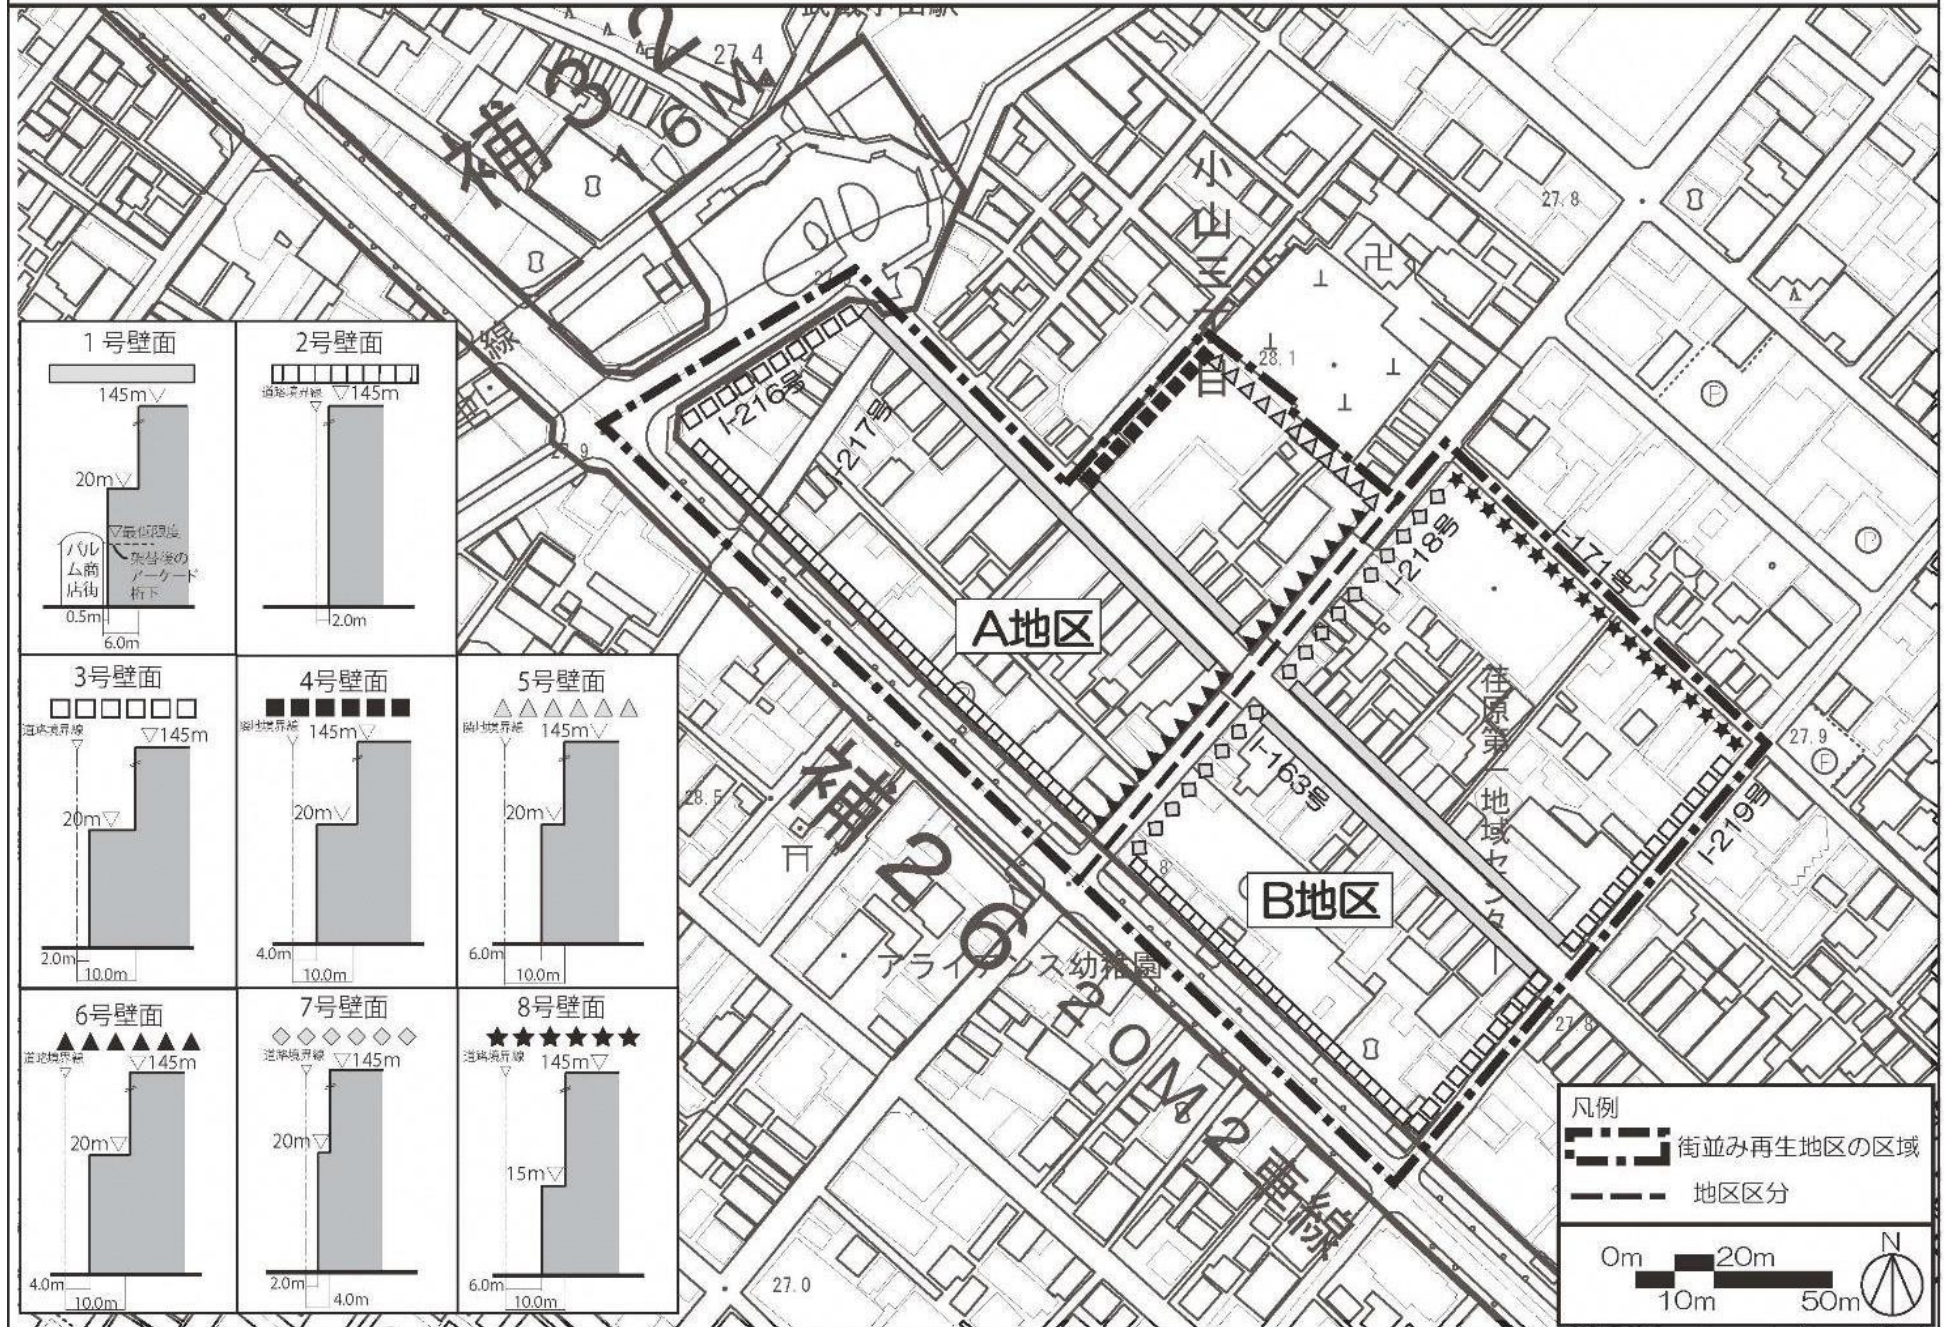 27.4
補316M
線
小山三丁目
27.8
28.1
27.9
I-216号
I-217号
I-218号
I-171号
I-163号
I-219号
A地区
B地区
荏原第一地域センター
27.9
28.5
27.8
27.0
アライアンス幼稚園
補26
20M2車線
1号壁面
145m
20m
最低限度
架替後の
アーケード
桁下
パル
ム商
店街
0.5m
6.0m
2号壁面
道路境界線
145m
2.0m
3号壁面
道路境界線
145m
20m
2.0m
10.0m
4号壁面
隣地境界線
145m
20m
4.0m
10.0m
5号壁面
隣地境界線
145m
20m
6.0m
10.0m
6号壁面
道路境界線
145m
20m
4.0m
10.0m
7号壁面
道路境界線
145m
20m
2.0m
4.0m
8号壁面
道路境界線
145m
15m
6.0m
10.0m
凡例
街並み再生地区の区域
地区区分
0m 20m
10m 50m
N